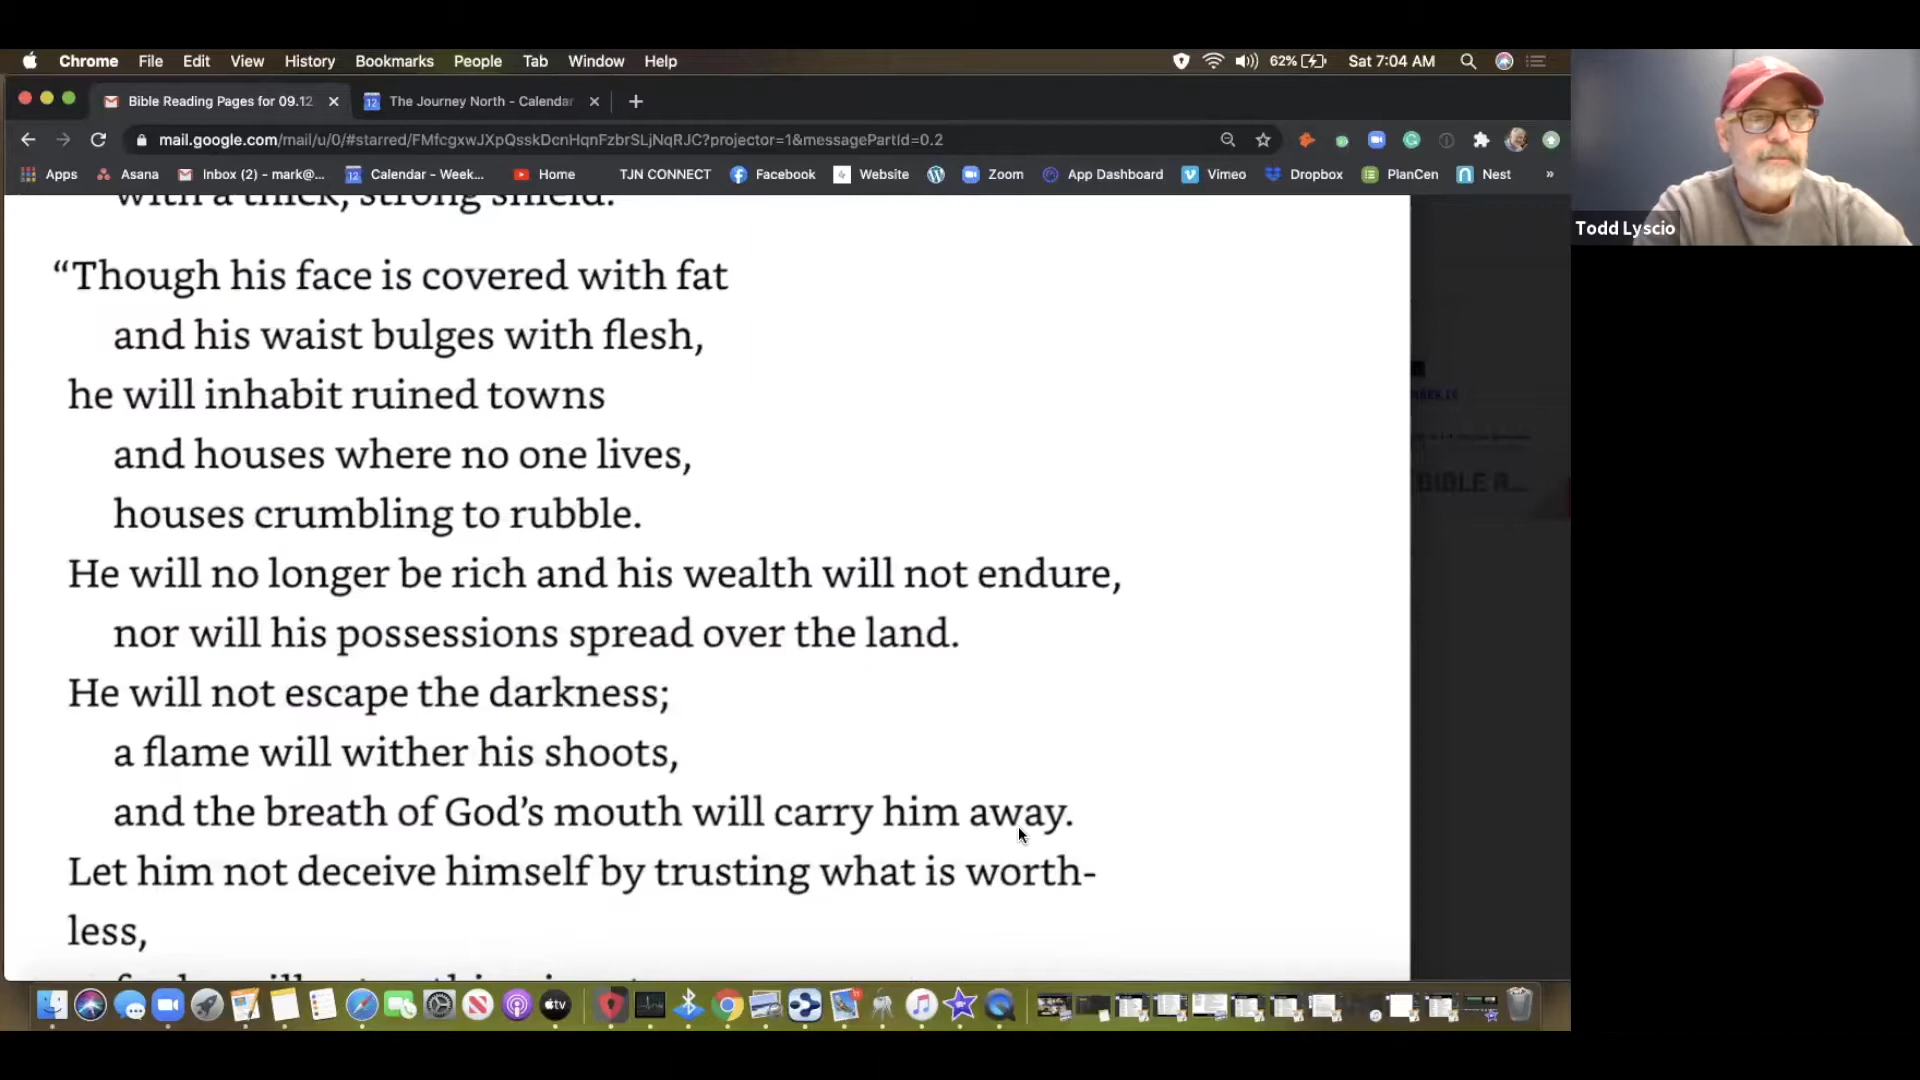 Chrome File Edit View History Bookmarks People Tab Window Help 62% Sat 7:04 AM
Bible Reading Pages for 09.12 The Journey North - Calendar
mail.google.com/mail/u/0/#starred/FMfcgxwJXpQsskDcnHqnFzbrSLjNqRJC?projector=1&messagePartId=0.2
Apps Asana Inbox (2) - mark@... Calendar - Week... Home TJN CONNECT Facebook Website Zoom App Dashboard Vimeo Dropbox PlanCen Nest »
Todd Lyscio
with a thick, strong shield.
“Though his face is covered with fat
and his waist bulges with flesh,
he will inhabit ruined towns
and houses where no one lives,
houses crumbling to rubble.
He will no longer be rich and his wealth will not endure,
nor will his possessions spread over the land.
He will not escape the darkness;
a flame will wither his shoots,
and the breath of God’s mouth will carry him away.
Let him not deceive himself by trusting what is worth-
less,
BIBLE R...